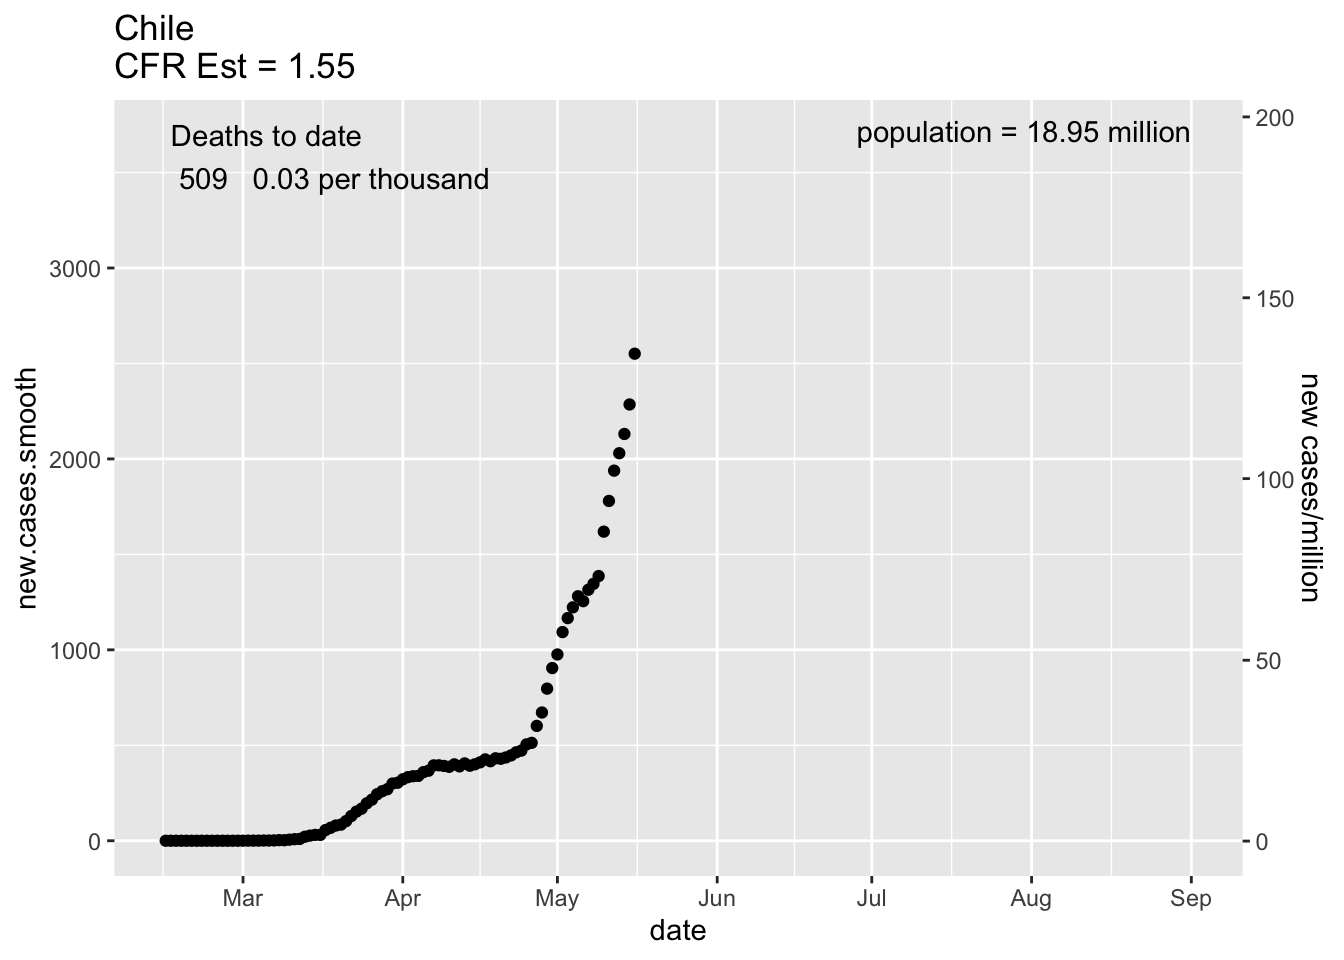 Chile
CFR Est = 1.55
Deaths to date
509 0.03 per thousand
population = 18.95 million
new.cases.smooth
3000
2000
1000
0
200
150
100
50
0
new cases/million
Mar Apr May Jun Jul Aug Sep
date